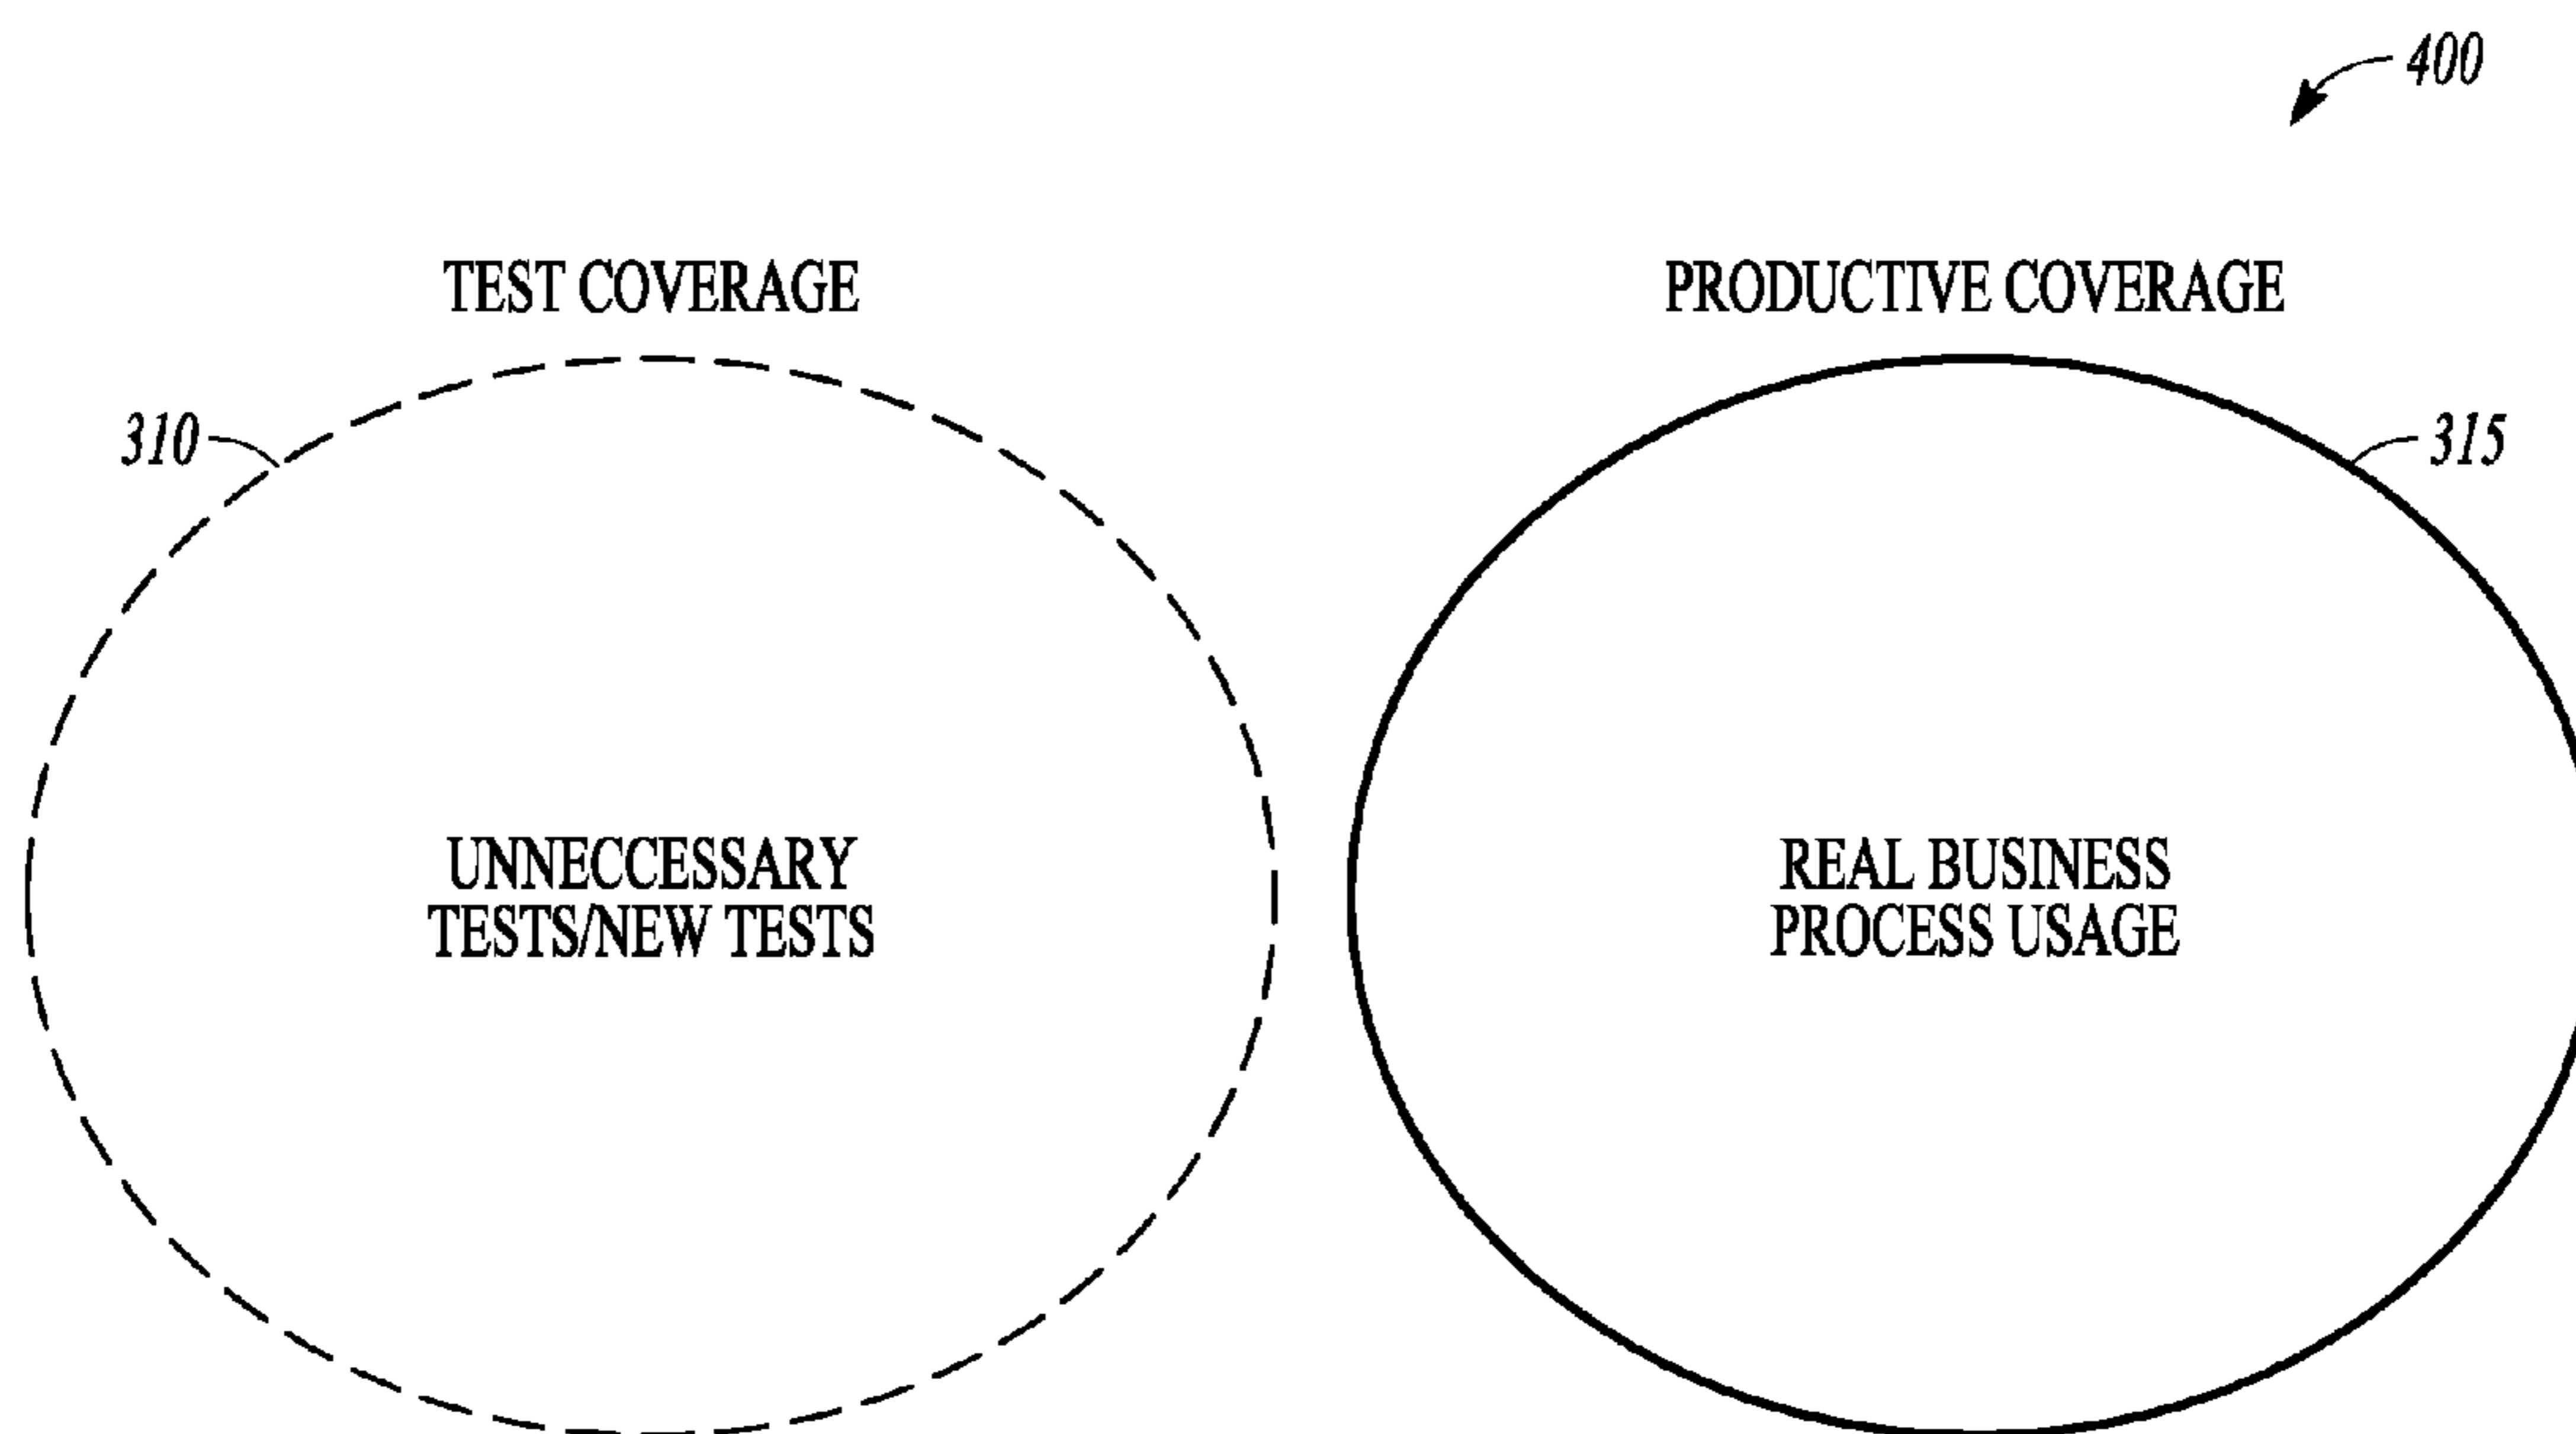 400
TEST COVERAGE
PRODUCTIVE COVERAGE
310
315
UNNECCESSARY
TESTS/NEW TESTS
REAL BUSINESS
PROCESS USAGE